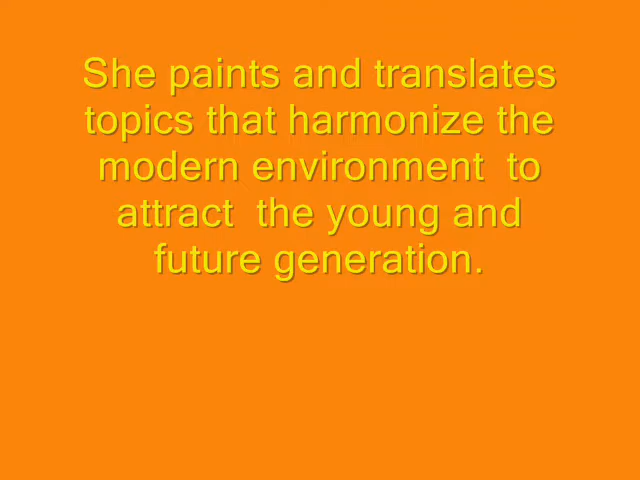 She paints and translates
topics that harmonize the
modern environment  to
attract  the young and
future generation.